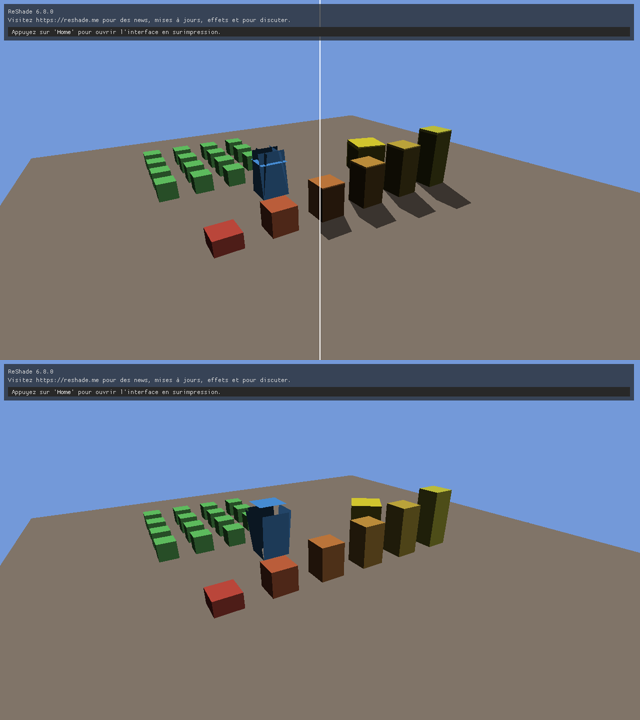 ReShade 6.8.0
Visitez https://reshade.me pour des news, mises à jours, effets et pour discuter.
Appuyez sur 'Home' pour ouvrir l'interface en surimpression.
ReShade 6.8.0
Visitez https://reshade.me pour des news, mises à jours, effets et pour discuter.
Appuyez sur 'Home' pour ouvrir l'interface en surimpression.